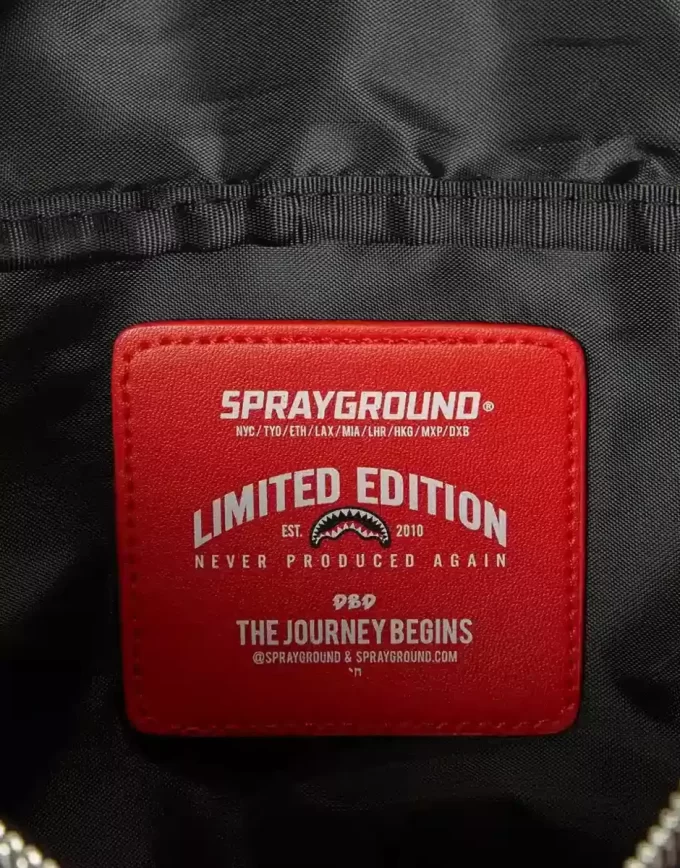 SPRAYGROUND®
NYC/TYO/ETH/LAX/MIA/LHR/HKG/MXP/DXB
LIMITED EDITION
EST. 2010
NEVER PRODUCED AGAIN
DBD
THE JOURNEY BEGINS
@SPRAYGROUND & SPRAYGROUND.COM